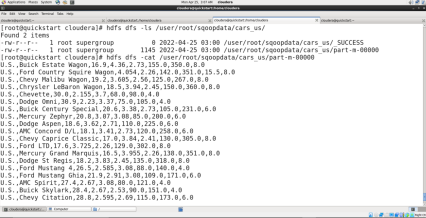 Applications Places System
Mon Apr 25, 3:57 AM cloudera
[root@quickstart cloudera]# hdfs dfs -ls /user/sqoopdata/cars_us/
Found 2 items
-rw-r--r-- 1 root supergroup 0 2022-04-25 03:00 /user/sqoopdata/cars_us/_SUCCESS
-rw-r--r-- 1 root supergroup 1145 2022-04-25 03:00 /user/sqoopdata/cars_us/part-m-00000
[root@quickstart cloudera]# hdfs dfs -cat /user/sqoopdata/cars_us/part-m-00000
U.S.,Buick Estate Wagon,16.9,4.36,2.73,155.0,350.0,8.0
U.S.,Ford Country Squire Wagon,4.054,2.26,142.0,351.0,15.5,8.0
U.S.,Chevy Malibu Wagon,19.2,3.605,2.56,125.0,267.0,8.0
U.S.,Chrysler LeBaron Wagon,18.5,3.94,2.45,150.0,360.0,8.0
U.S.,Chevette,30.0,2.155,3.7,68.0,98.0,4.0
U.S.,Dodge Omni,30.9,2.23,3.37,75.0,105.0,4.0
U.S.,Buick Century Special,20.6,3.38,2.73,105.0,231.0,6.0
U.S.,Mercury Zephyr,20.8,3.07,3.08,85.0,200.0,6.0
U.S.,Dodge Aspen,18.6,3.62,2.71,110.0,225.0,6.0
U.S.,AMC Concord D/L,18.1,3.41,2.73,120.0,258.0,6.0
U.S.,Chevy Caprice Classic,17.0,3.84,2.41,130.0,305.0,8.0
U.S.,Ford LTD,17.6,3.725,2.26,129.0,302.0,8.0
U.S.,Mercury Grand Marquis,16.5,3.955,2.26,138.0,351.0,8.0
U.S.,Dodge St Regis,18.2,3.83,2.45,135.0,318.0,8.0
U.S.,Ford Mustang 4,26.5,2.585,3.08,88.0,140.0,4.0
U.S.,Ford Mustang Ghia,21.9,2.91,3.08,109.0,171.0,6.0
U.S.,AMC Spirit,27.4,2.67,3.08,80.0,121.0,4.0
U.S.,Buick Skylark,28.4,2.67,2.53,90.0,151.0,4.0
U.S.,Chevy Citation,28.8,2.595,2.69,115.0,173.0,6.0